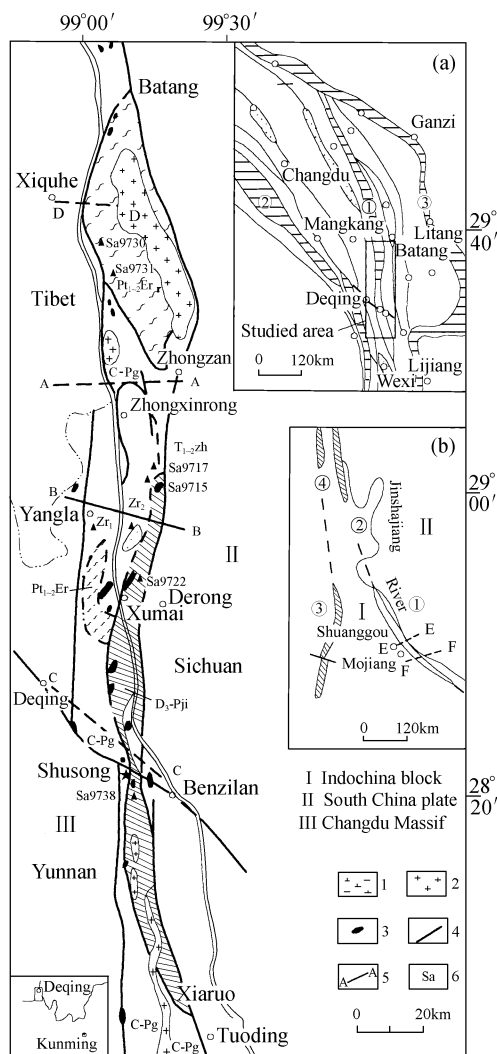 99°00′ 99°30′
Batang
Xiquhe
D D
Sa9730
Sa9731
Pt₁₋₂Er
Tibet
C-Pg
Zhongzan
A A
Zhongxinrong
T₁₋₂zh
Sa9717
Sa9715
B
Zr₂
Yangla
Zr₁
B
II
Sa9722
Pt₁₋₂Er
Derong
Xumai
Sichuan
C
Deqing
D₃-Pji
C-Pg
C
Shusong
Benzilan
Sa9738
III
Yunnan
Xiaruo
C-Pg
Tuoding
C-Pg
Deqing
Kunming
(a)
Ganzi
Changdu
② ① ③
Mangkang
Litang
Batang
Deqing
Studied area
Lijiang
0 120km
Wexi
29°
40′
(b)
29°
00′
④
②
Jinshajiang
II
River
③ I ①
Shuanggou
E E
Mojiang
F
F
0 120km
28°
20′
I Indochina block
II South China plate
III Changdu Massif
1 2
3 4
A A 5 Sa 6
0 20km